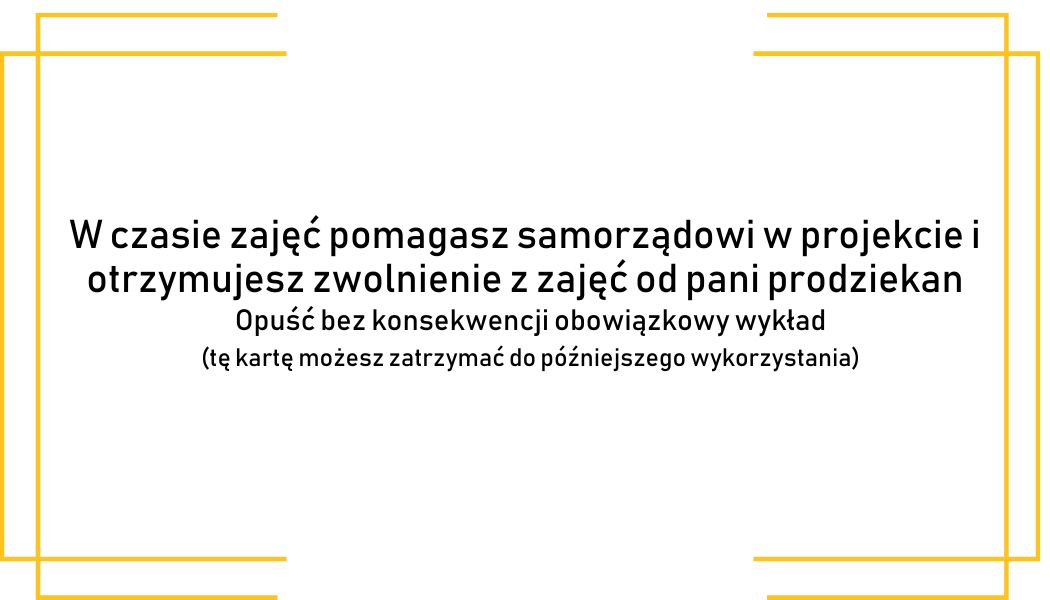 W czasie zajęć pomagasz samorządowi w projekcie i
otrzymujesz zwolnienie z zajęć od pani prodziekan
Opuść bez konsekwencji obowiązkowy wykład
(tę kartę możesz zatrzymać do późniejszego wykorzystania)